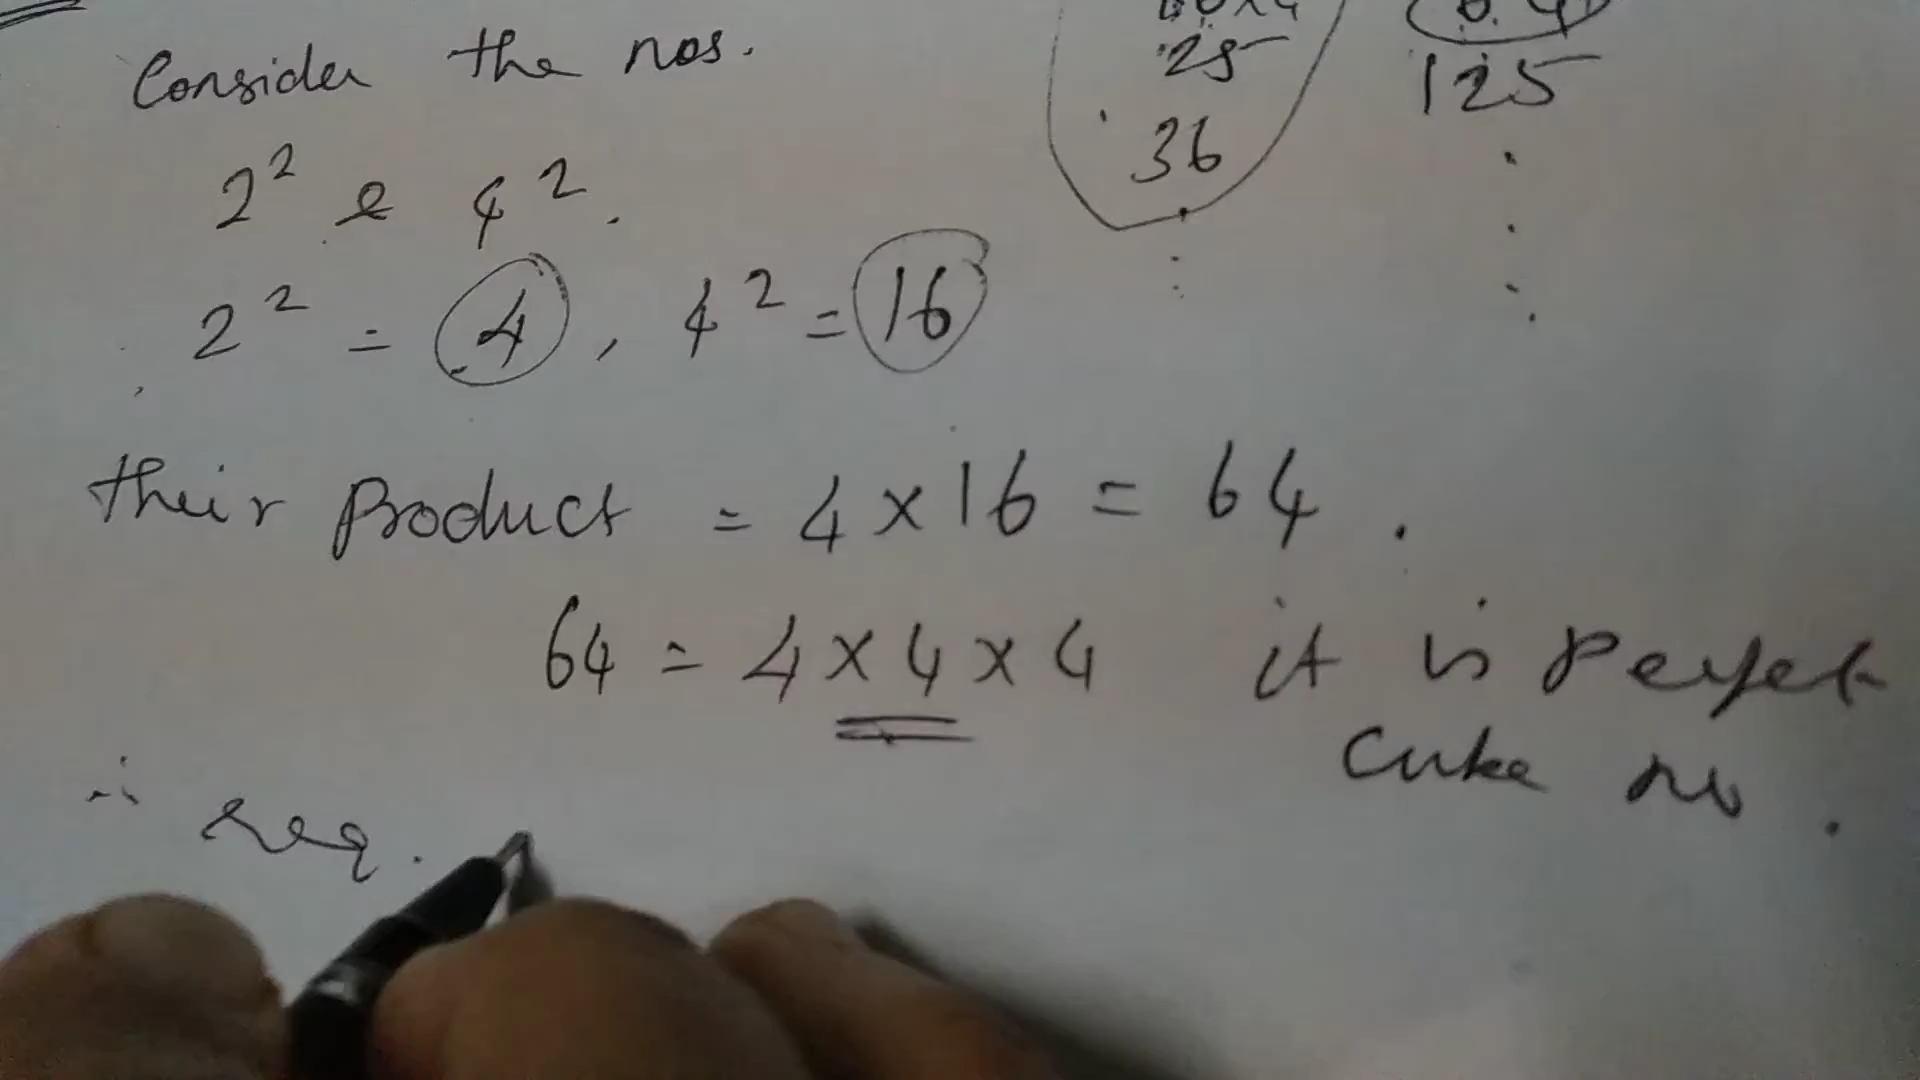 Consider the nos.
2² & 4².
2² = 4, 4² = 16
their product = 4 × 16 = 64.
64 = 4 × 4 × 4 it is Perfect
Cube no.
∴ req.
25
36
125